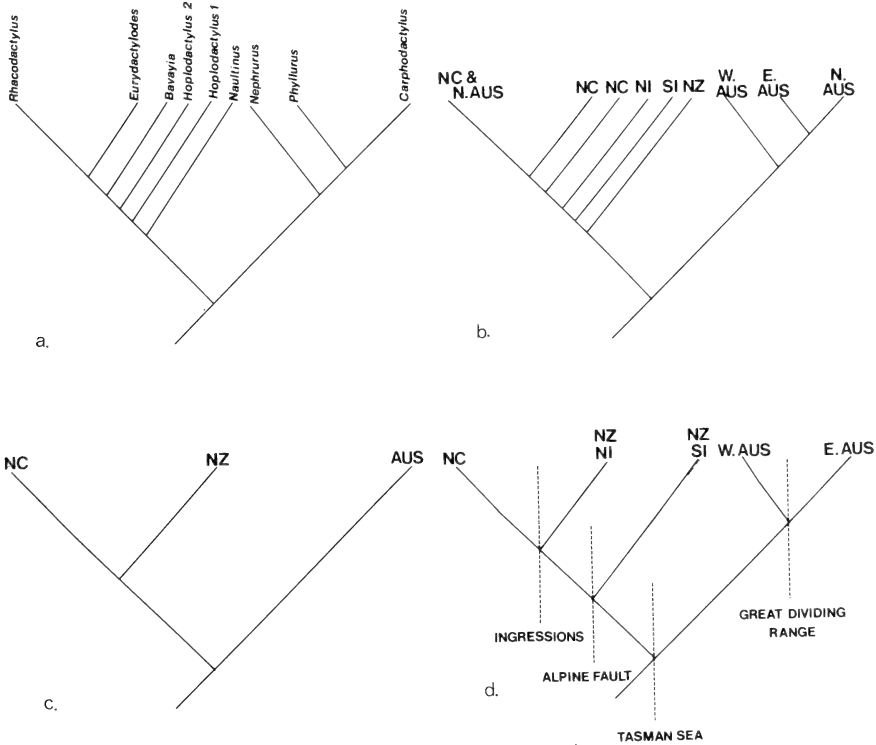 Rhacodactylus
Eurydactylodes
Bavayia
Hoplodactylus 2
Hoplodactylus 1
Naultinus
Nephrurus
Phyllurus
Carphodactylus
a.
NC &
N.AUS
NC
NC
NI
SI
NZ
W.
AUS
E.
AUS
N.
AUS
b.
NC
NZ
AUS
c.
NC
NZ
NI
NZ
SI
W. AUS
E. AUS
INGRESSIONS
ALPINE FAULT
TASMAN SEA
GREAT DIVIDING
RANGE
d.